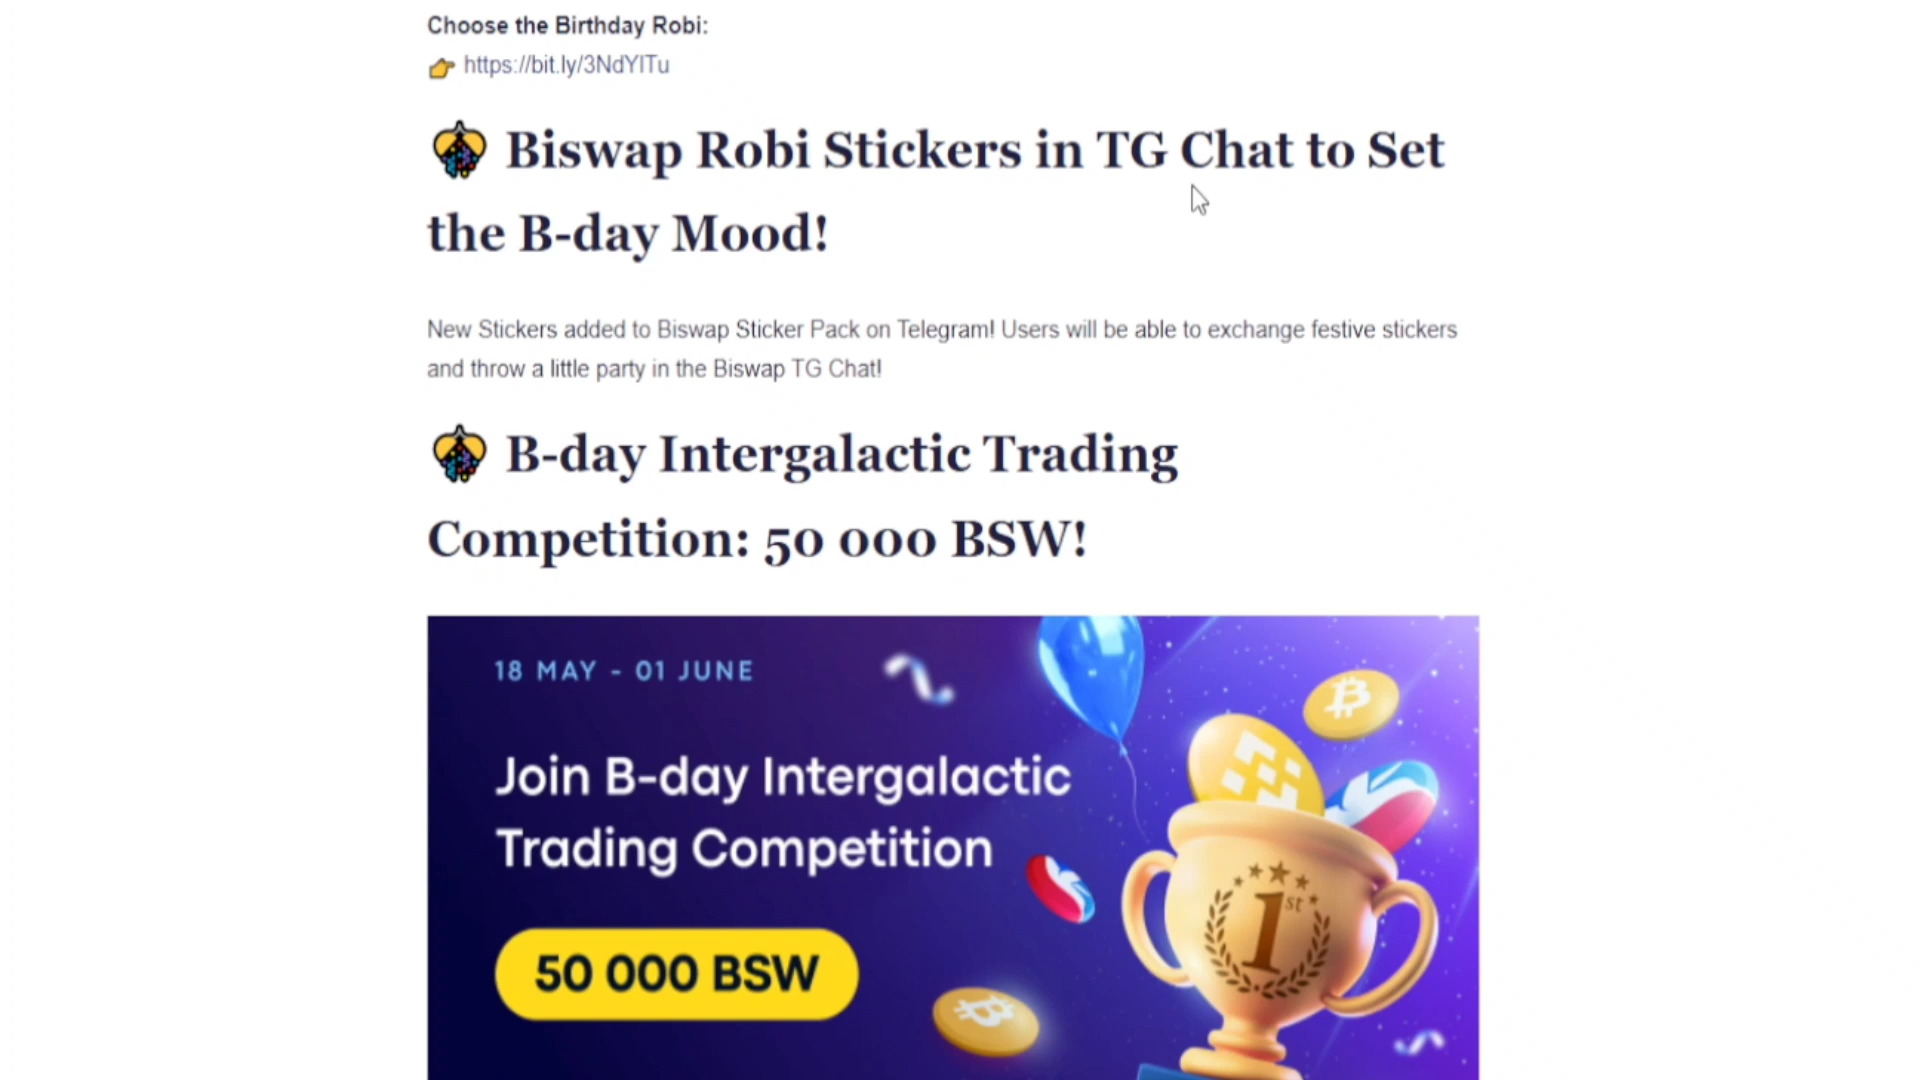 Choose the Birthday Robi:
👉 https://bit.ly/3NdYlTu
Biswap Robi Stickers in TG Chat to Set
the B-day Mood!
New Stickers added to Biswap Sticker Pack on Telegram! Users will be able to exchange festive stickers
and throw a little party in the Biswap TG Chat!
B-day Intergalactic Trading
Competition: 50 000 BSW!
18 MAY - 01 JUNE
Join B-day Intergalactic
Trading Competition
50 000 BSW
1st